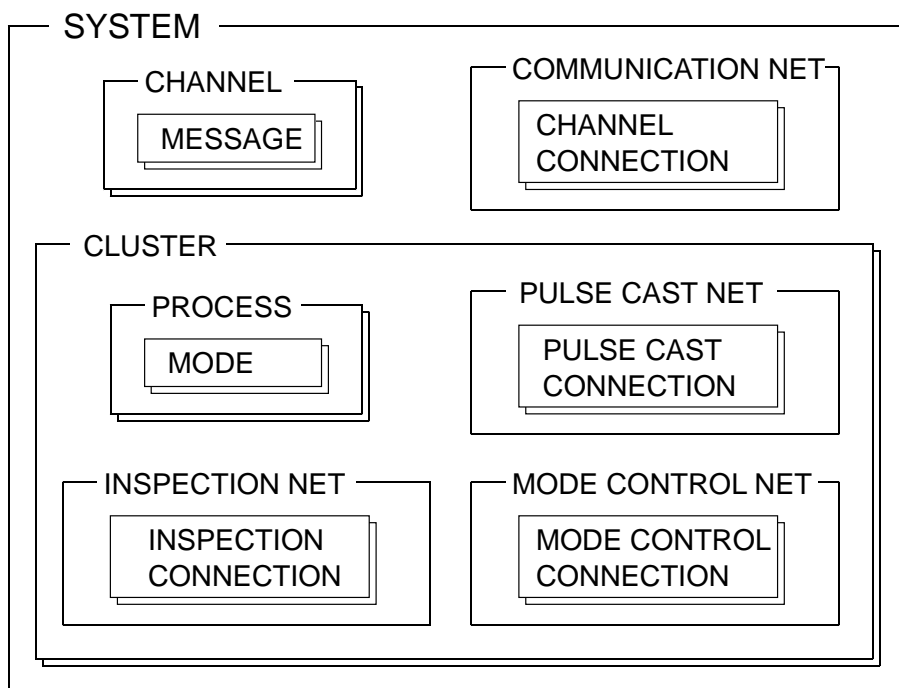 SYSTEM
CHANNEL
MESSAGE
COMMUNICATION NET
CHANNEL
CONNECTION
CLUSTER
PROCESS
MODE
PULSE CAST NET
PULSE CAST
CONNECTION
INSPECTION NET
INSPECTION
CONNECTION
MODE CONTROL NET
MODE CONTROL
CONNECTION